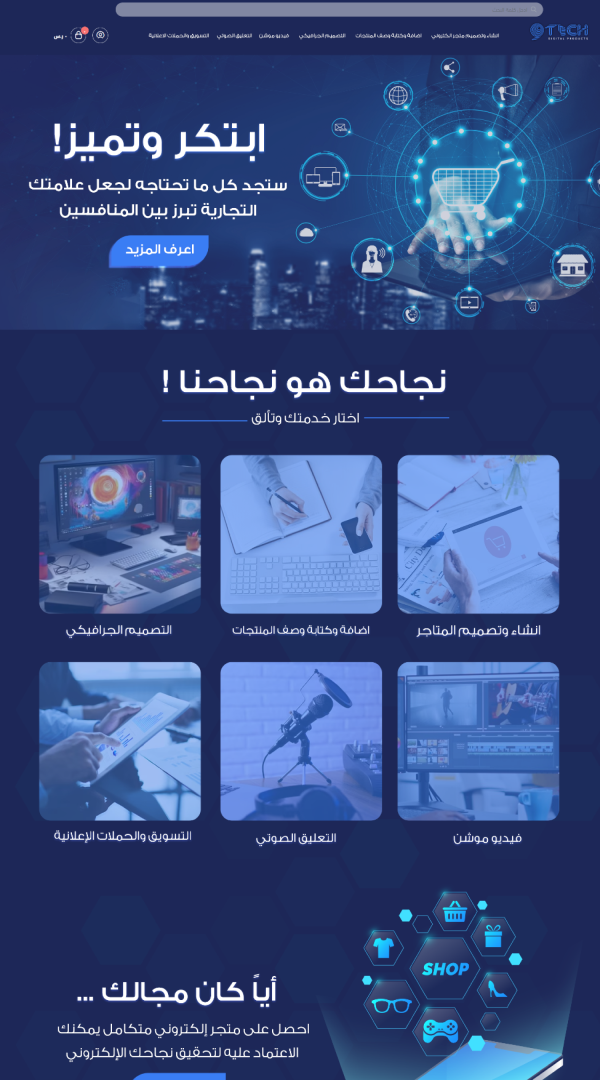 9TECH
DIGITAL PRODUCTS
انشاء وتصميم متجر الكتروني
اضافة وكتابة وصف المنتجات
التصميم الجرافيكي
فيديو موشن
التعليق الصوتي
التسويق والحملات الاعلانية
ر.س
ابتكر وتميز!
ستجد كل ما تحتاجه لجعل علامتك
التجارية تبرز بين المنافسين
اعرف المزيد
نجاحك هو نجاحنا !
اختار خدمتك وتألق
انشاء وتصميم المتاجر
اضافة وكتابة وصف المنتجات
التصميم الجرافيكي
فيديو موشن
التعليق الصوتي
التسويق والحملات الإعلانية
SHOP
أياً كان مجالك ...
احصل على متجر إلكتروني متكامل يمكنك
الاعتماد عليه لتحقيق نجاحك الإلكتروني